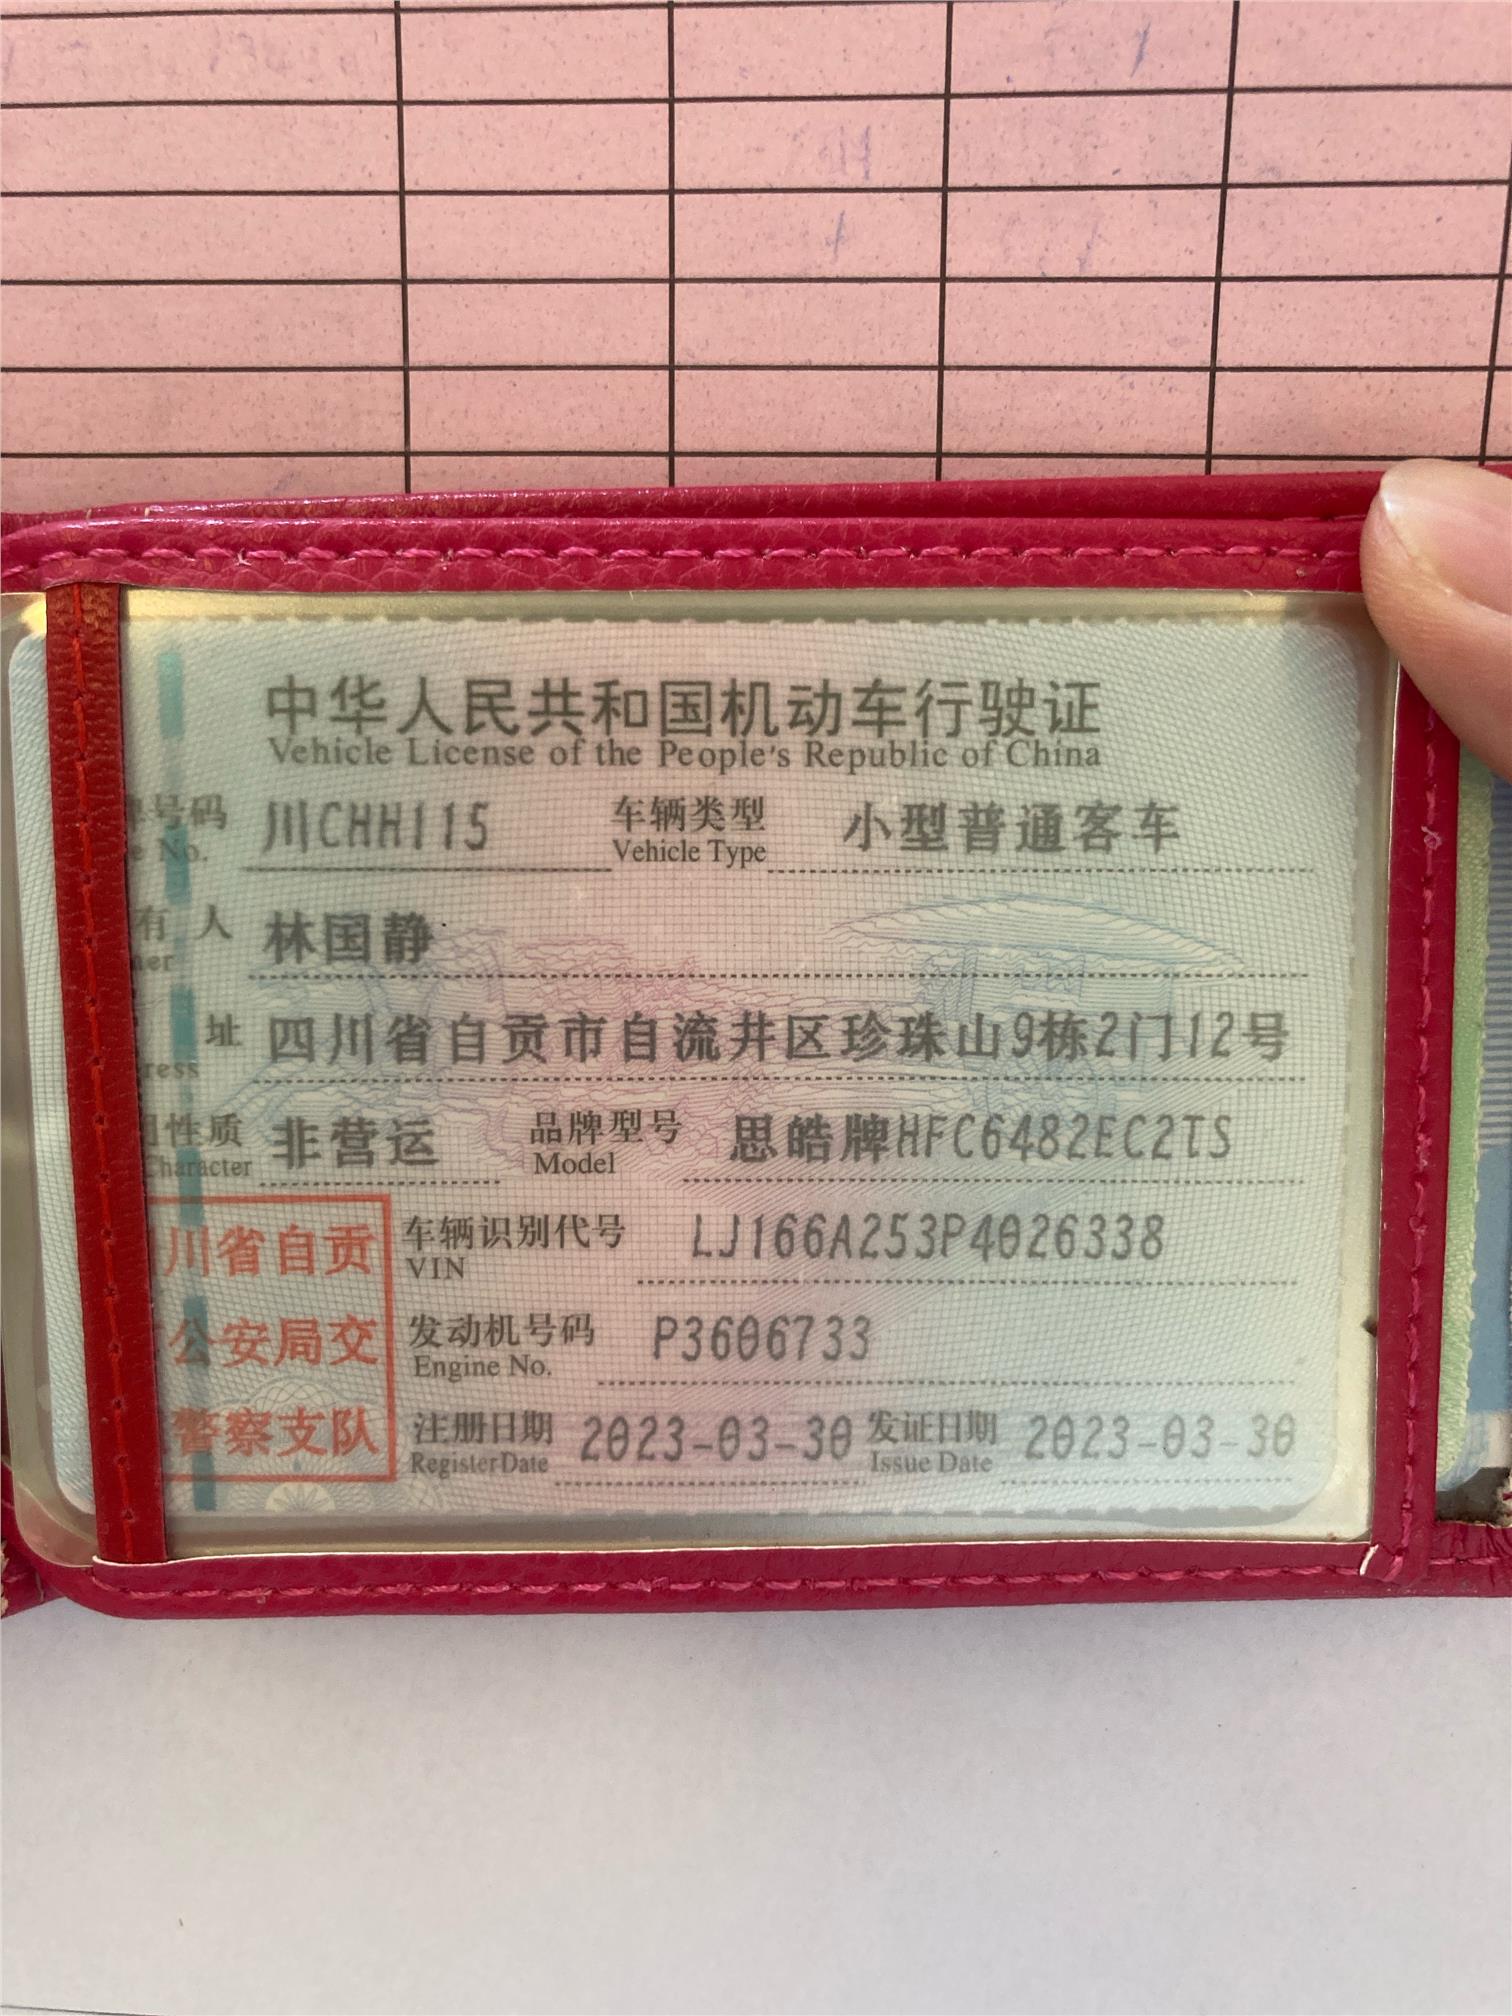 中华人民共和国机动车行驶证
Vehicle License of the People's Republic of China
号码 川CHH115 车辆类型 小型普通客车
No. Vehicle Type
有人 林国静
址 四川省自贡市自流井区珍珠山9栋2门12号
性质 非营运 品牌型号 思皓牌HFC6482EC2TS
Character Model
川省自贡
公安局交
警察支队
车辆识别代号 LJ166A253P4026338
VIN
发动机号码 P3606733
Engine No.
注册日期 2023-03-30 发证日期 2023-03-30
Register Date Issue Date